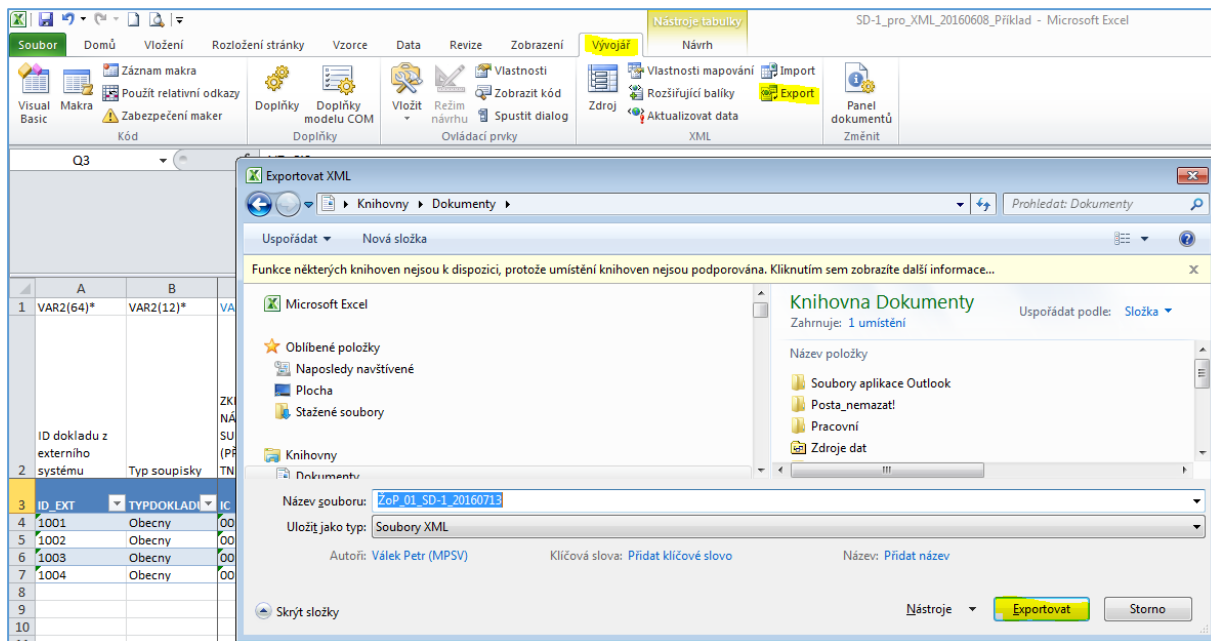 Nástroje tabulky
SD-1_pro_XML_20160608_Příklad - Microsoft Excel
Soubor Domů Vložení Rozložení stránky Vzorce Data Revize Zobrazení Vývojář Návrh
Visual Basic
Makra
Záznam makra
Použít relativní odkazy
Zabezpečení maker
Kód
Doplňky
Doplňky modelu COM
Doplňky
Vložit
Režim návrhu
Vlastnosti
Zobrazit kód
Spustit dialog
Ovládací prvky
Zdroj
Vlastnosti mapování
Rozšiřující balíky
Aktualizovat data
Import
Export
XML
Panel dokumentů
Změnit
Q3
Exportovat XML
Knihovny Dokumenty
Prohledat: Dokumenty
Uspořádat Nová složka
Funkce některých knihoven nejsou k dispozici, protože umístění knihoven nejsou podporována. Kliknutím sem zobrazíte další informace...
Microsoft Excel
Oblíbené položky
Naposledy navštívené
Plocha
Stažené soubory
Knihovny
Dokumenty
Knihovna Dokumenty
Zahrnuje: 1 umístění
Uspořádat podle: Složka
Název položky
Soubory aplikace Outlook
Posta_nemazat!
Pracovní
Zdroje dat
Název souboru: ŽoP_01_SD-1_20160713
Uložit jako typ: Soubory XML
Autoři: Válek Petr (MPSV) Klíčová slova: Přidat klíčové slovo Název: Přidat název
Skrýt složky
Nástroje Exportovat Storno
A B
1 VAR2(64)* VAR2(12)* VA
ID dokladu z
externího
2 systému Typ soupisky TN
3 ID_EXT TYPDOKLADU IC
4 1001 Obecny 00
5 1002 Obecny 00
6 1003 Obecny 00
7 1004 Obecny 00
8
9
10